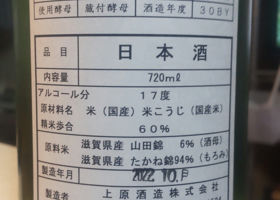 使用酵母 蔵付酵母 酒造年度 30BY
品目 日本酒
内容量 720ml
アルコール分 17度
原材料名 米（国産）米こうじ（国産米）
精米歩合 60%
原料米 滋賀県産 山田錦 6%（酒母）
滋賀県産 たかね錦94%（もろみ）
製造年月 2022.10.
製造者 上原酒造株式会社